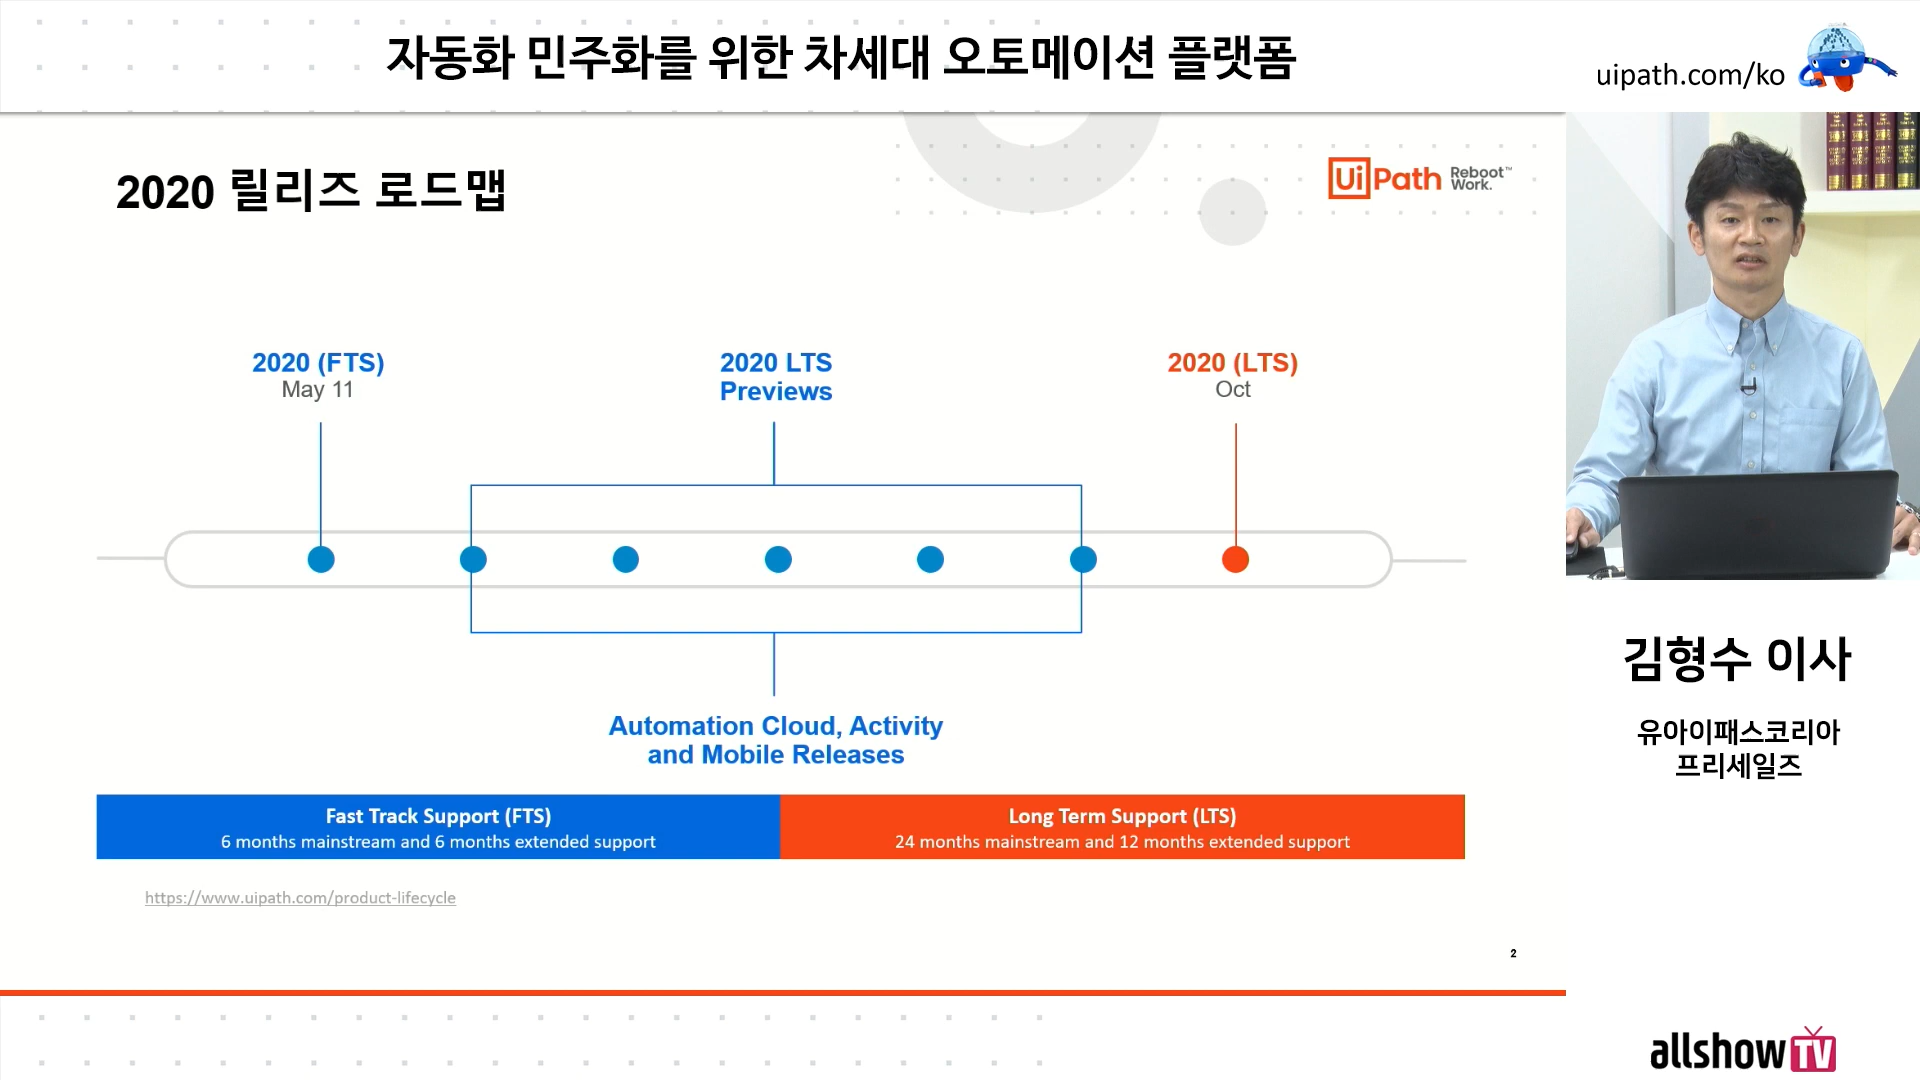 자동화 민주화를 위한 차세대 오토메이션 플랫폼
uipath.com/ko
2020 릴리즈 로드맵
UiPath Reboot™
Work.
2020 (FTS)
May 11
2020 LTS
Previews
2020 (LTS)
Oct
Automation Cloud, Activity
and Mobile Releases
Fast Track Support (FTS)
6 months mainstream and 6 months extended support
Long Term Support (LTS)
24 months mainstream and 12 months extended support
https://www.uipath.com/product-lifecycle
2
김형수 이사
유아이패스코리아
프리세일즈
allshowTV